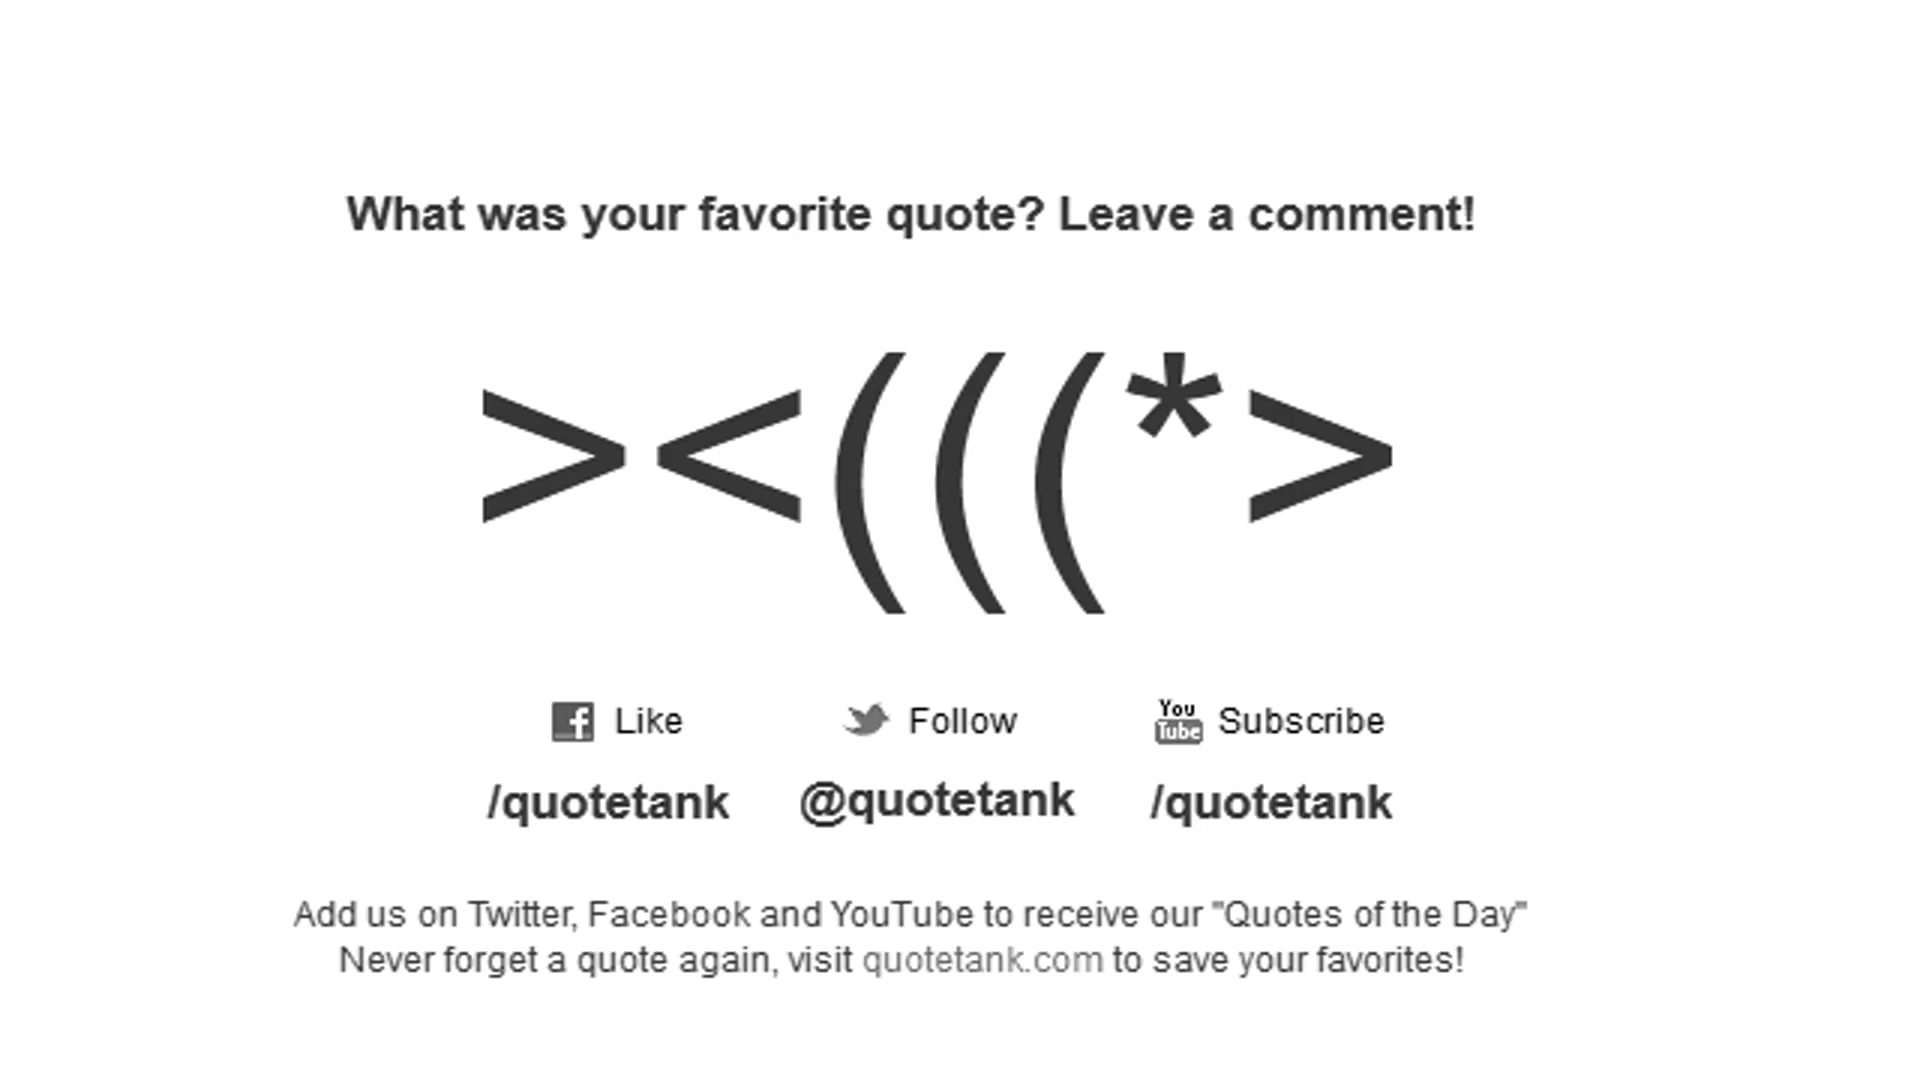 What was your favorite quote? Leave a comment!
><(((*>
f Like Follow You Tube Subscribe
/quotetank @quotetank /quotetank
Add us on Twitter, Facebook and YouTube to receive our "Quotes of the Day"
Never forget a quote again, visit quotetank.com to save your favorites!